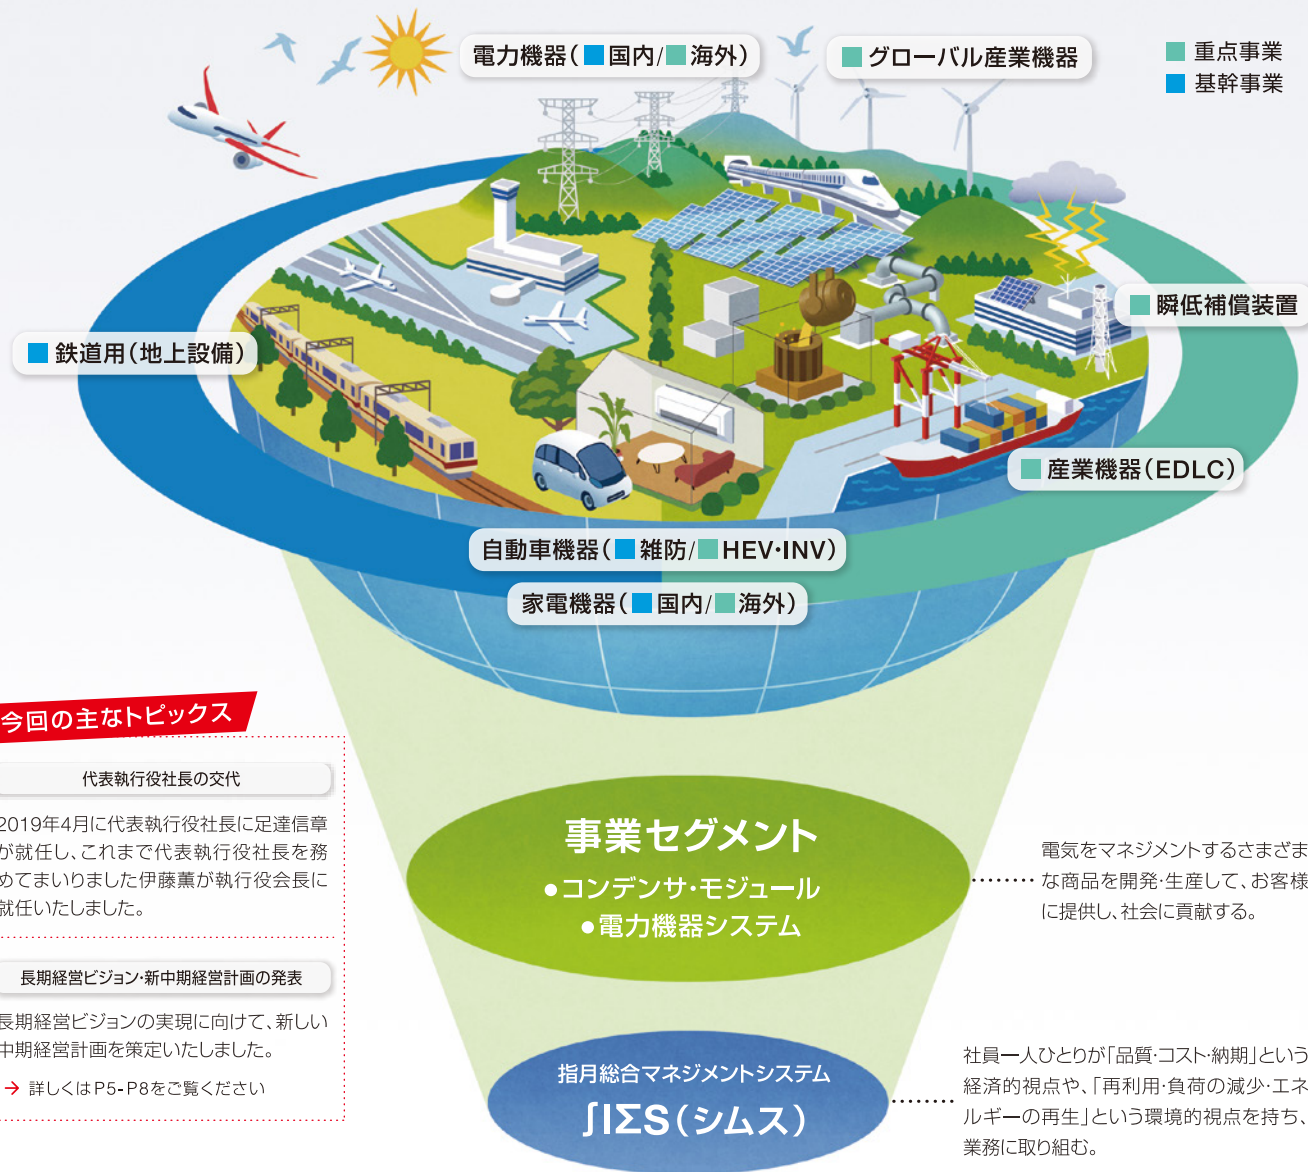 電力機器(■国内/■海外)
■グローバル産業機器
■重点事業
■基幹事業
■瞬低補償装置
■鉄道用(地上設備)
■産業機器(EDLC)
自動車機器(■雑防/■HEV・INV)
家電機器(■国内/■海外)
今回の主なトピックス
代表執行役社長の交代
2019年4月に代表執行役社長に足達信章
が就任し、これまで代表執行役社長を務
めてまいりました伊藤薫が執行役会長に
就任いたしました。
長期経営ビジョン・新中期経営計画の発表
長期経営ビジョンの実現に向けて、新しい
中期経営計画を策定いたしました。
→ 詳しくはP5-P8をご覧ください
事業セグメント
●コンデンサ・モジュール
●電力機器システム
電気をマネジメントするさまざま
な商品を開発・生産して、お客様
に提供し、社会に貢献する。
指月総合マネジメントシステム
∫IΣS(シムス)
社員一人ひとりが「品質・コスト・納期」という
経済的視点や、「再利用・負荷の減少・エネ
ルギーの再生」という環境的視点を持ち、
業務に取り組む。